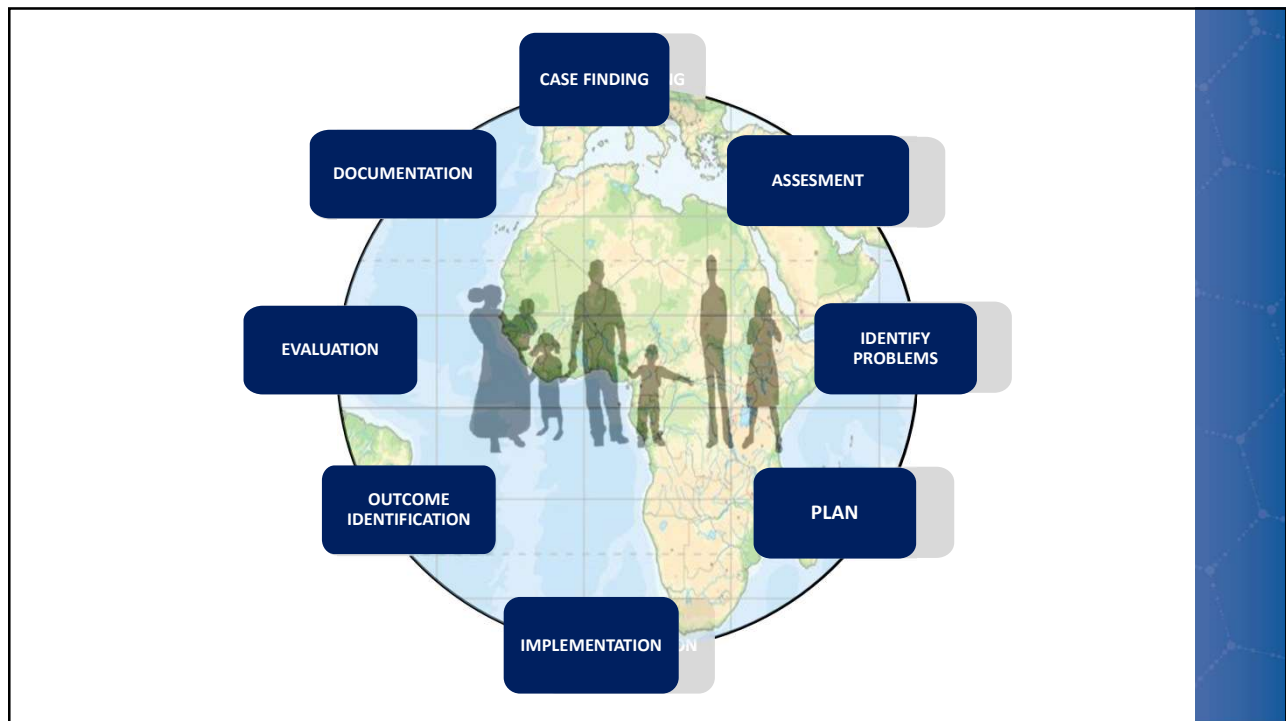 CASE FINDING
DOCUMENTATION
ASSESMENT
EVALUATION
IDENTIFY
PROBLEMS
OUTCOME
IDENTIFICATION
PLAN
IMPLEMENTATION